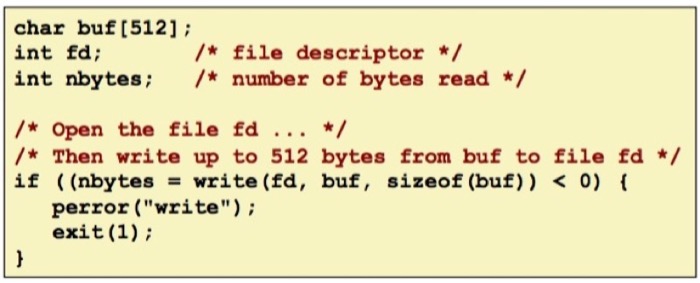 char buf[512];
int fd;         /* file descriptor */
int nbytes;     /* number of bytes read */

/* Open the file fd ... */
/* Then write up to 512 bytes from buf to file fd */
if ((nbytes = write(fd, buf, sizeof(buf)) < 0) {
   perror("write");
   exit(1);
}